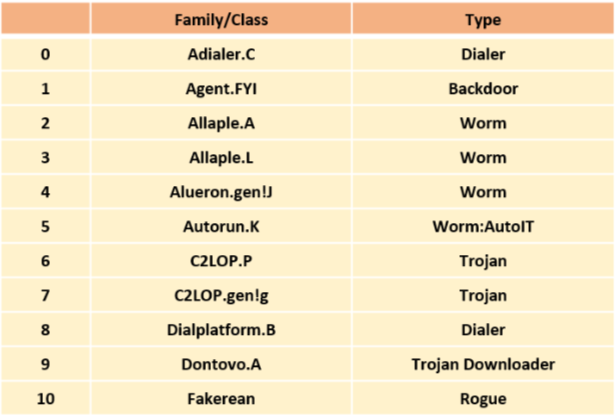 Family/Class Type
0 Adialer.C Dialer
1 Agent.FYI Backdoor
2 Allaple.A Worm
3 Allaple.L Worm
4 Alueron.gen!J Worm
5 Autorun.K Worm:AutoIT
6 C2LOP.P Trojan
7 C2LOP.gen!g Trojan
8 Dialplatform.B Dialer
9 Dontovo.A Trojan Downloader
10 Fakerean Rogue